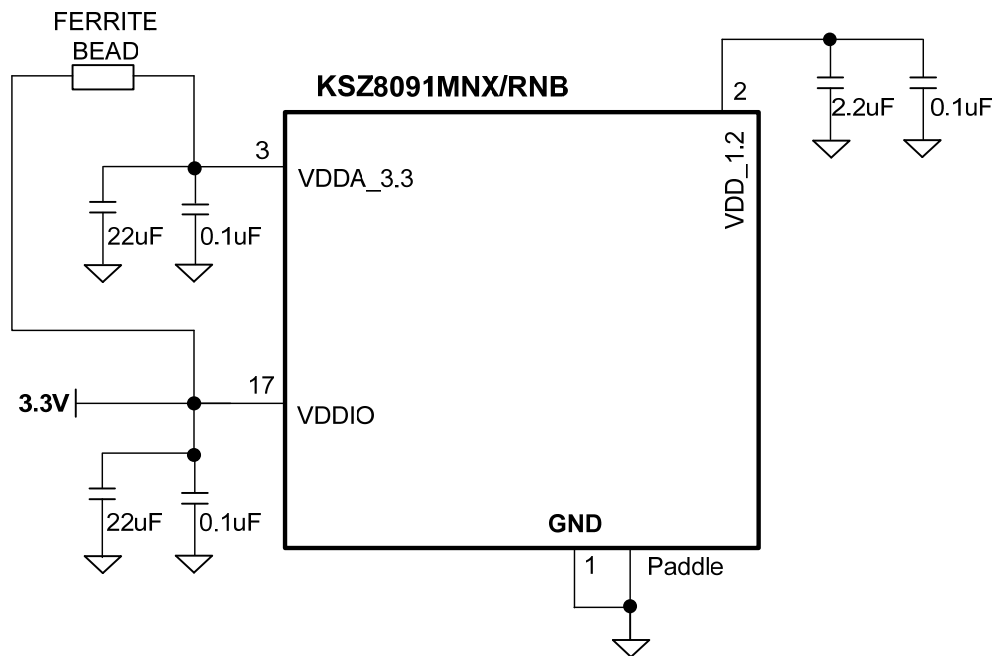 FERRITE
BEAD
KSZ8091MNX/RNB
2
2.2uF
0.1uF
VDD_1.2
3
VDDA_3.3
22uF
0.1uF
17
3.3V
VDDIO
22uF
0.1uF
GND
1
Paddle